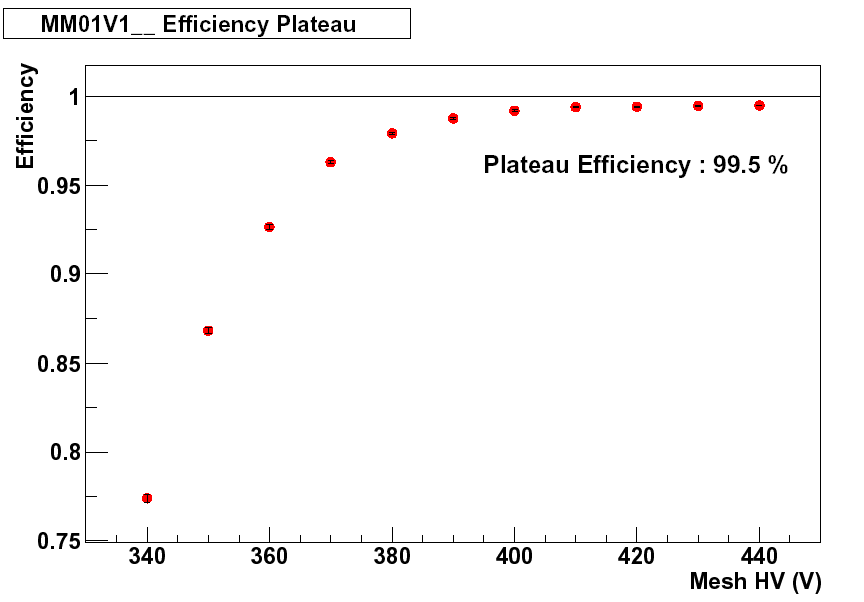 MM01V1__ Efficiency Plateau
Efficiency
1
0.95
0.9
0.85
0.8
0.75
Plateau Efficiency : 99.5 %
340 360 380 400 420 440
Mesh HV (V)